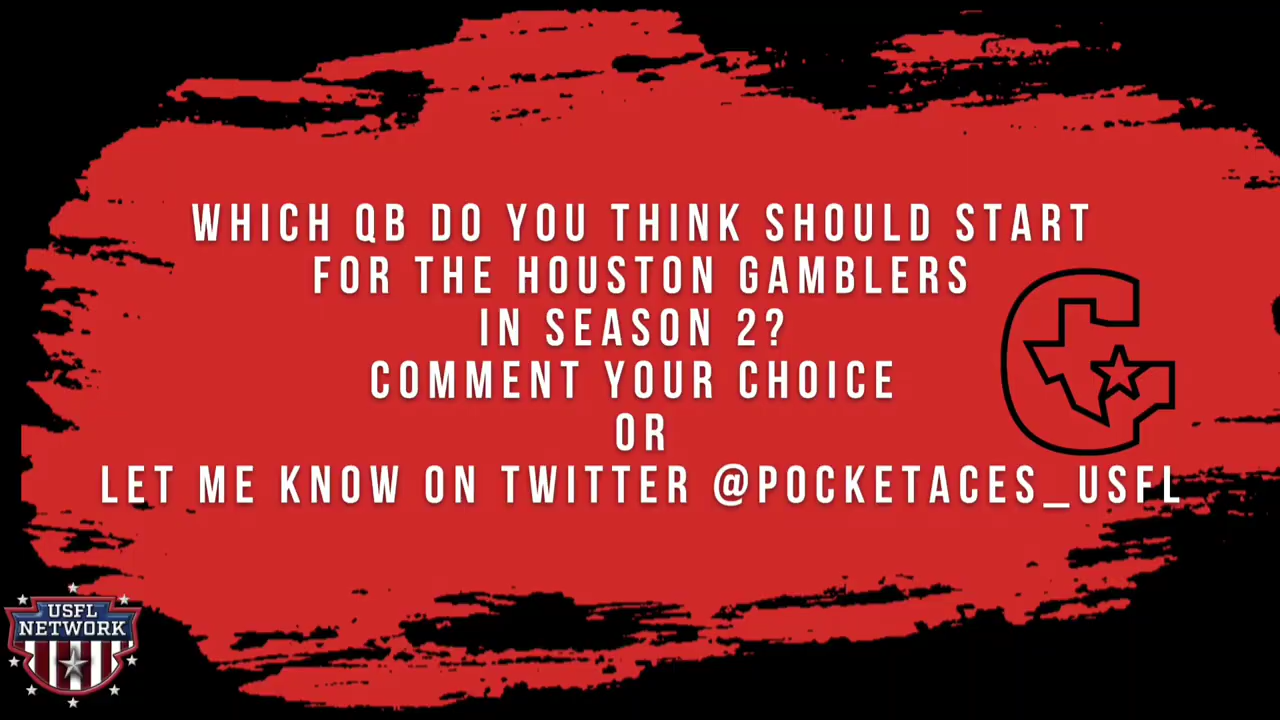 WHICH QB DO YOU THINK SHOULD START
FOR THE HOUSTON GAMBLERS
IN SEASON 2?
COMMENT YOUR CHOICE
OR
LET ME KNOW ON TWITTER @POCKETACES_USFL
USFL
NETWORK